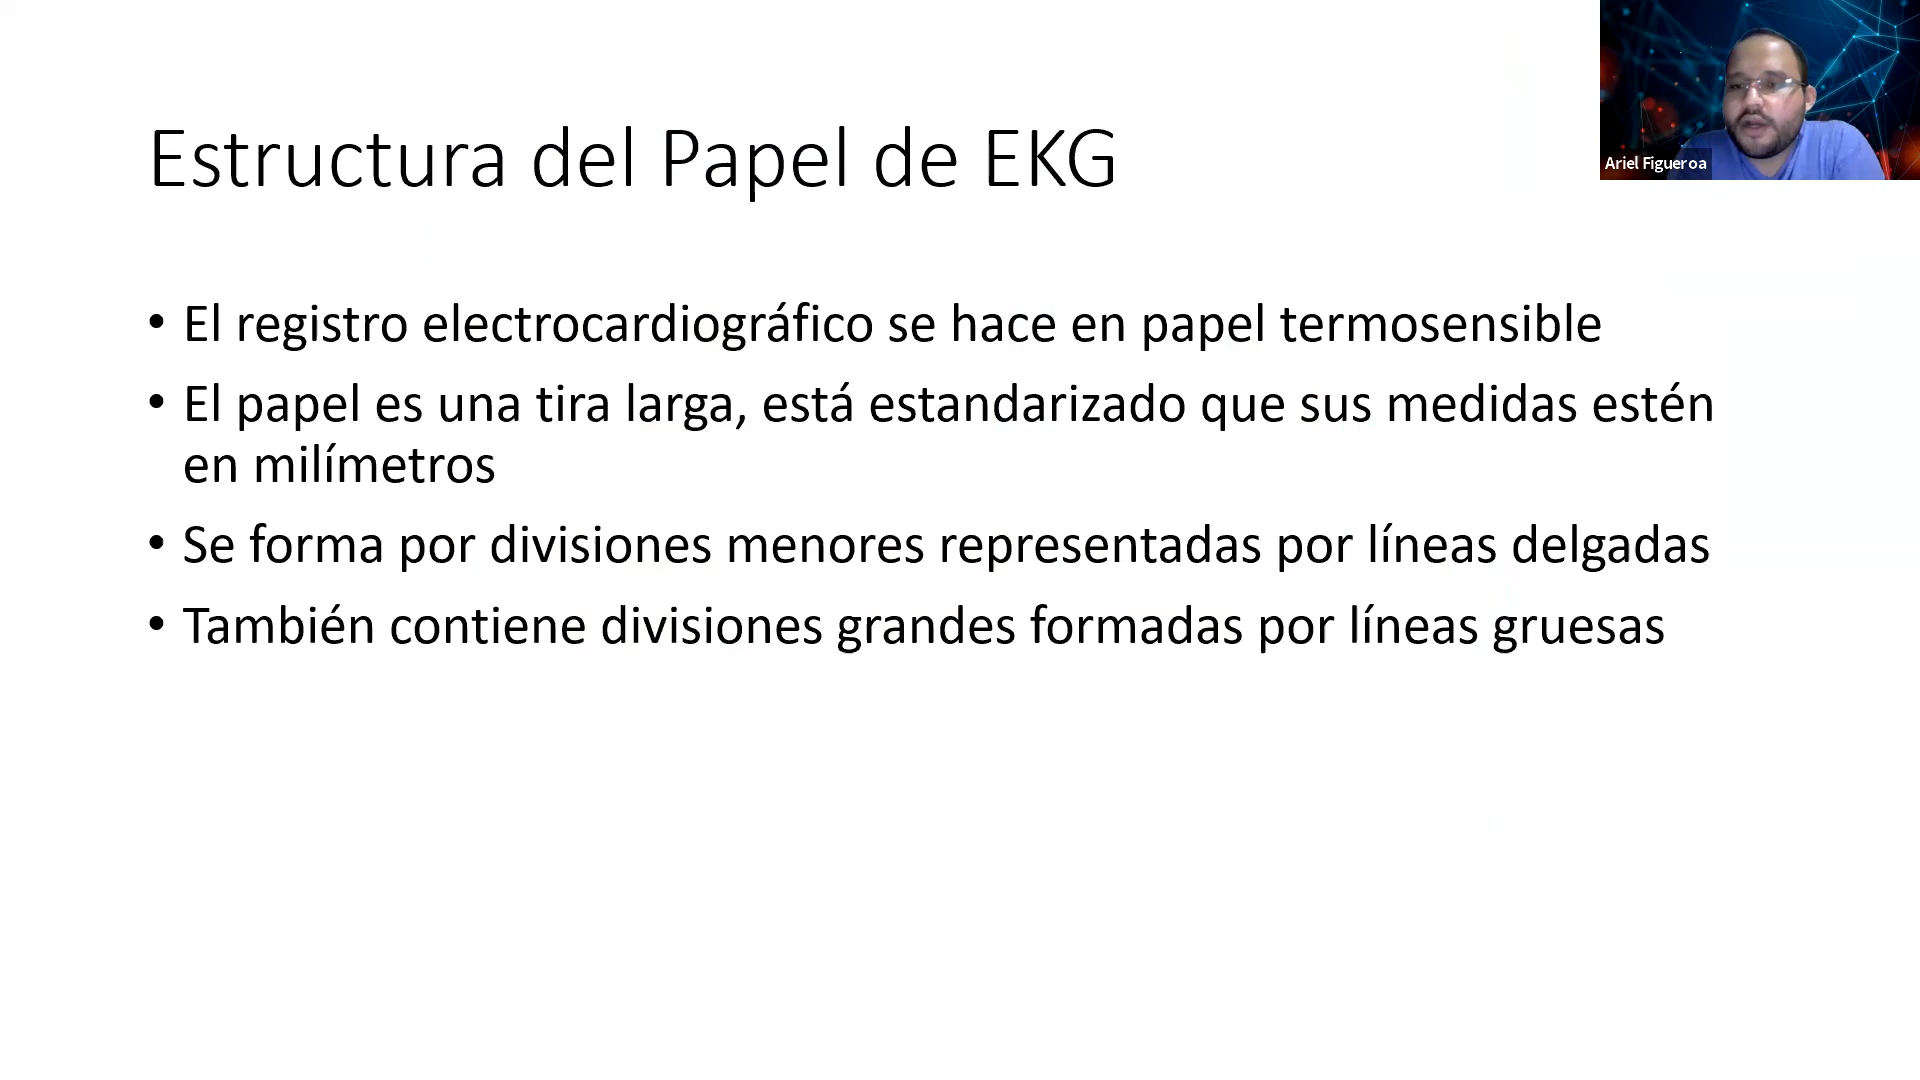 Estructura del Papel de EKG
Ariel Figueroa
• El registro electrocardiográfico se hace en papel termosensible
• El papel es una tira larga, está estandarizado que sus medidas estén
en milímetros
• Se forma por divisiones menores representadas por líneas delgadas
• También contiene divisiones grandes formadas por líneas gruesas